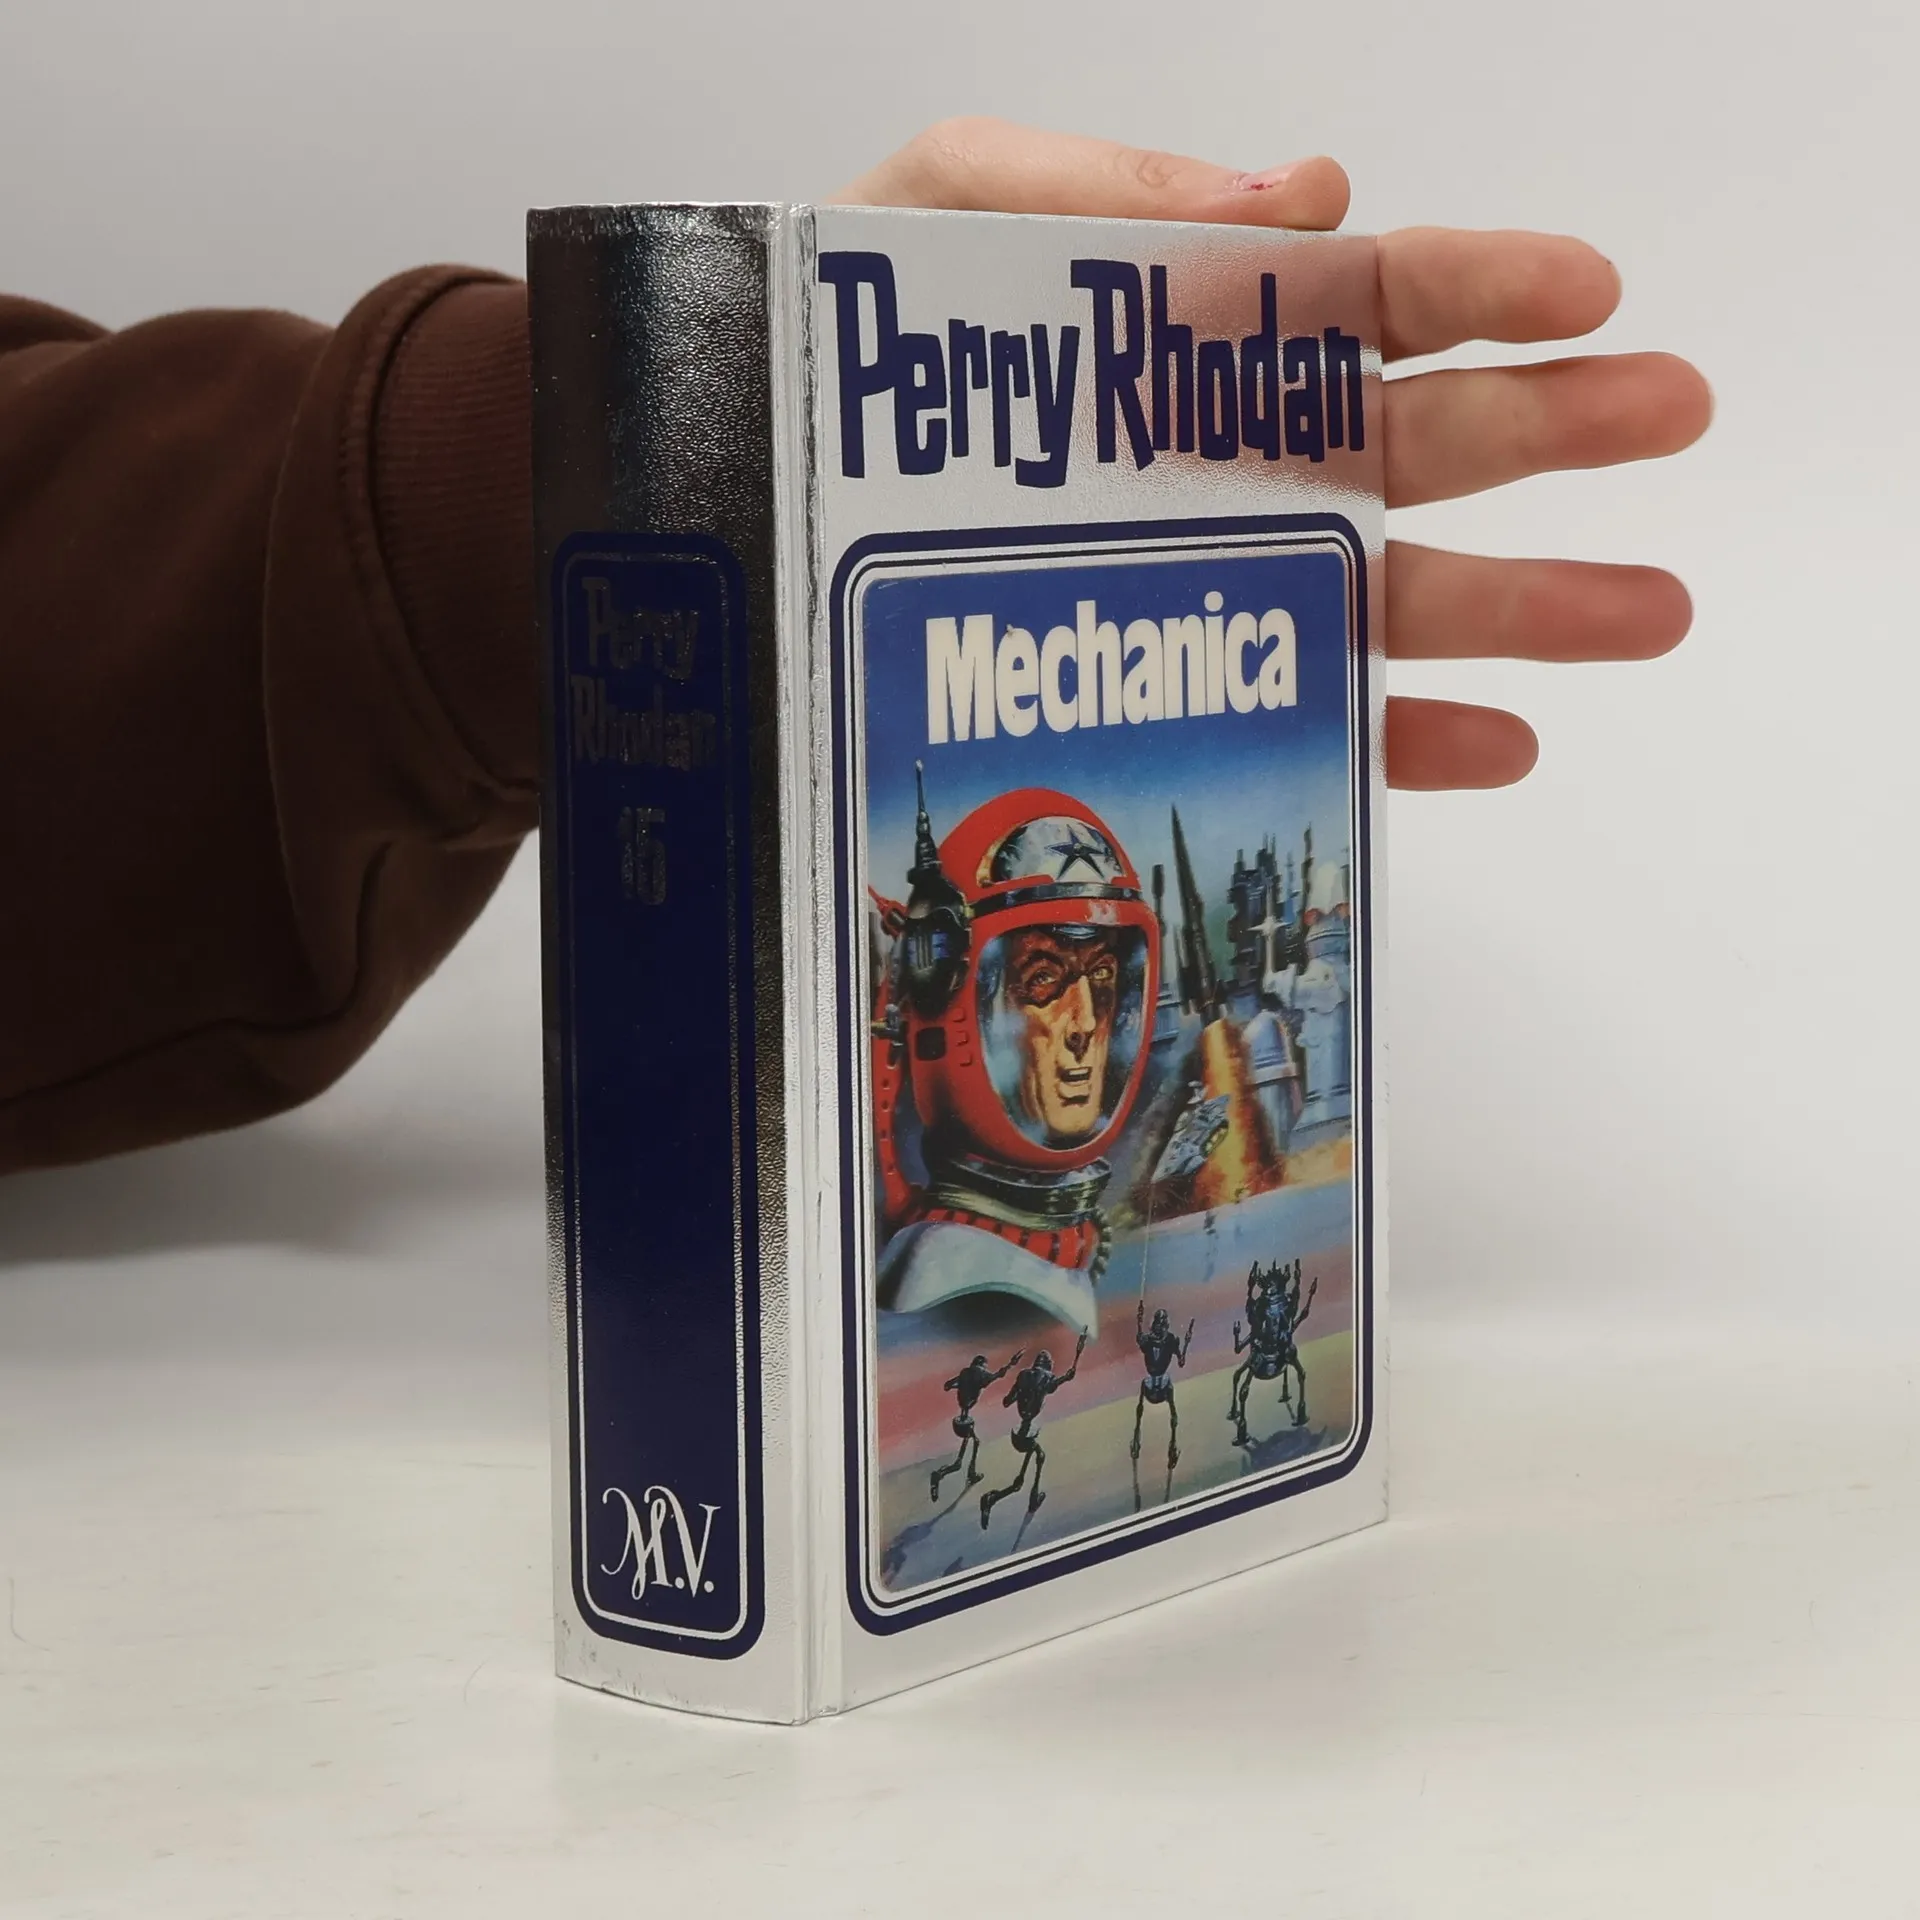 Perry Rhodan
Mechanica
Perry
Rhodan
15
M.V.